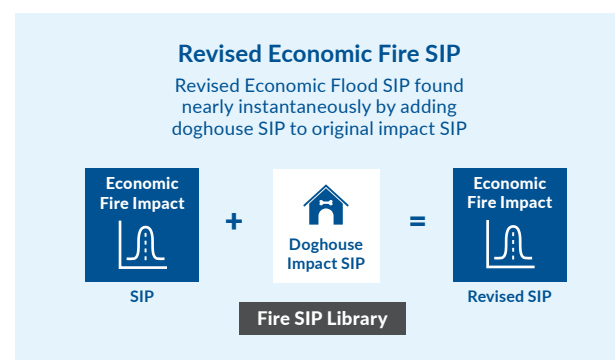 Revised Economic Fire SIP
Revised Economic Flood SIP found
nearly instantaneously by adding
doghouse SIP to original impact SIP
Economic
Fire Impact
SIP
+
Doghouse
Impact SIP
=
Economic
Fire Impact
Revised SIP
Fire SIP Library